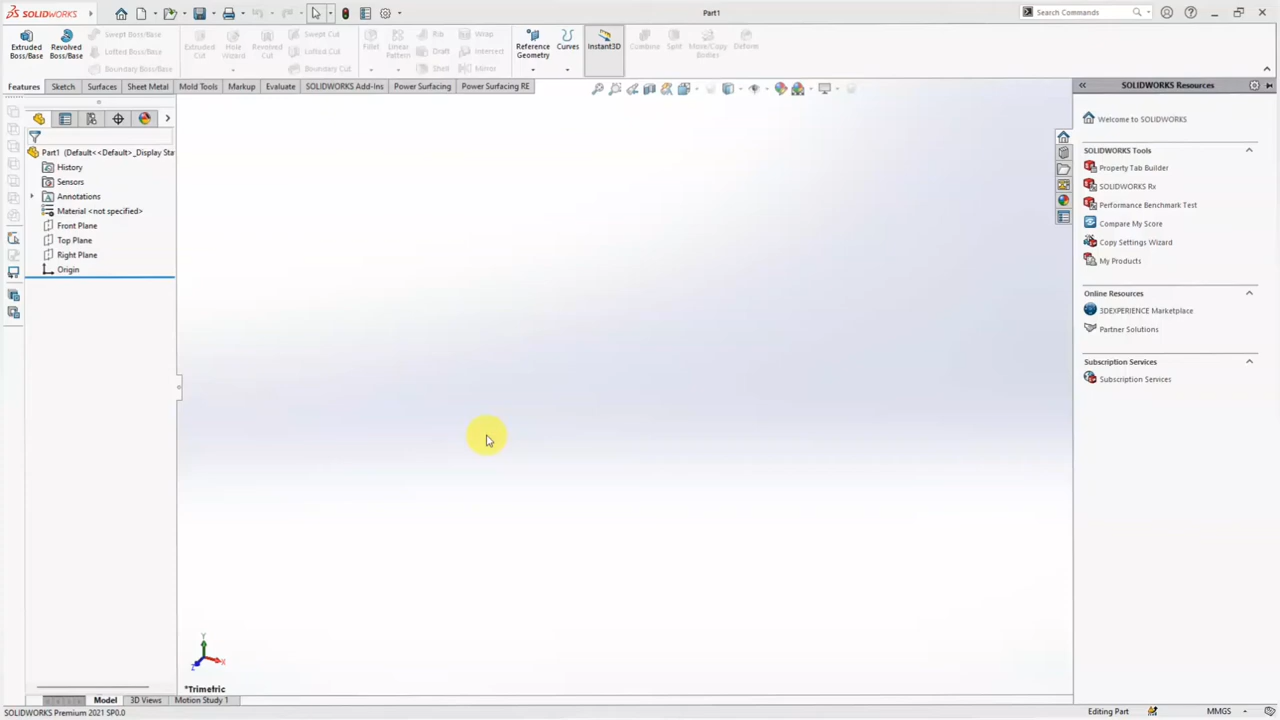 SOLIDWORKS
Part1
Search Commands
Extruded Boss/Base
Revolved Boss/Base
Swept Boss/Base
Lofted Boss/Base
Boundary Boss/Base
Extruded Cut
Hole Wizard
Revolved Cut
Swept Cut
Lofted Cut
Boundary Cut
Fillet
Linear Pattern
Rib
Draft
Shell
Wrap
Intersect
Mirror
Reference Geometry
Curves
Instant3D
Combine
Split
Move/Copy Bodies
Deform
Features
Sketch
Surfaces
Sheet Metal
Mold Tools
Markup
Evaluate
SOLIDWORKS Add-Ins
Power Surfacing
Power Surfacing RE
Part1 (Default<<Default>_Display Sta
History
Sensors
Annotations
Material <not specified>
Front Plane
Top Plane
Right Plane
Origin
SOLIDWORKS Resources
Welcome to SOLIDWORKS
SOLIDWORKS Tools
Property Tab Builder
SOLIDWORKS Rx
Performance Benchmark Test
Compare My Score
Copy Settings Wizard
My Products
Online Resources
3DEXPERIENCE Marketplace
Partner Solutions
Subscription Services
Subscription Services
Y
X
Z
*Trimetric
Model
3D Views
Motion Study 1
SOLIDWORKS Premium 2021 SP0.0
Editing Part
MMGS